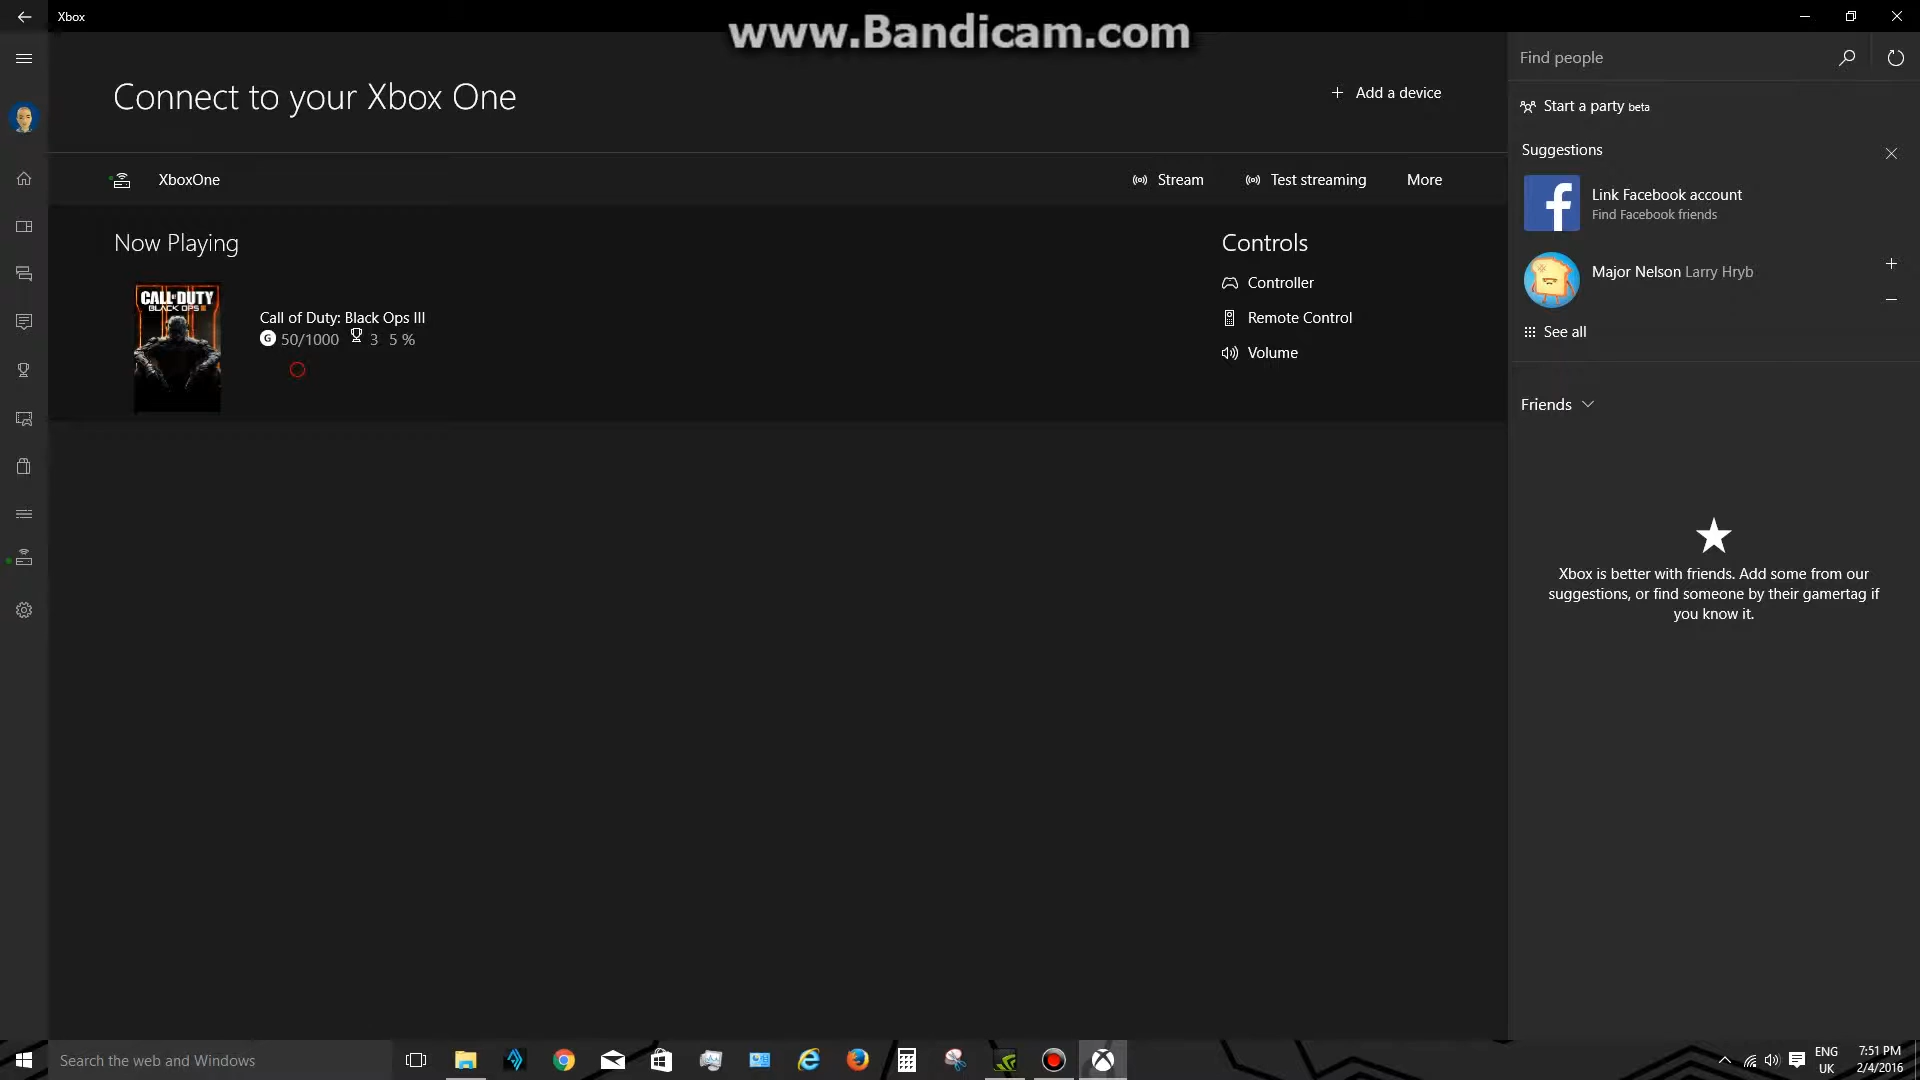 Xbox
www.Bandicam.com
Connect to your Xbox One
Add a device
XboxOne
Stream
Test streaming
More
Now Playing
CALL OF DUTY
BLACK OPS III
Call of Duty: Black Ops III
G 50/1000 3 5 %
Controls
Controller
Remote Control
Volume
Find people
Start a party beta
Suggestions
Link Facebook account
Find Facebook friends
Major Nelson Larry Hryb
See all
Friends
Xbox is better with friends. Add some from our
suggestions, or find someone by their gamertag if
you know it.
Search the web and Windows
ENG
UK
7:51 PM
2/4/2016